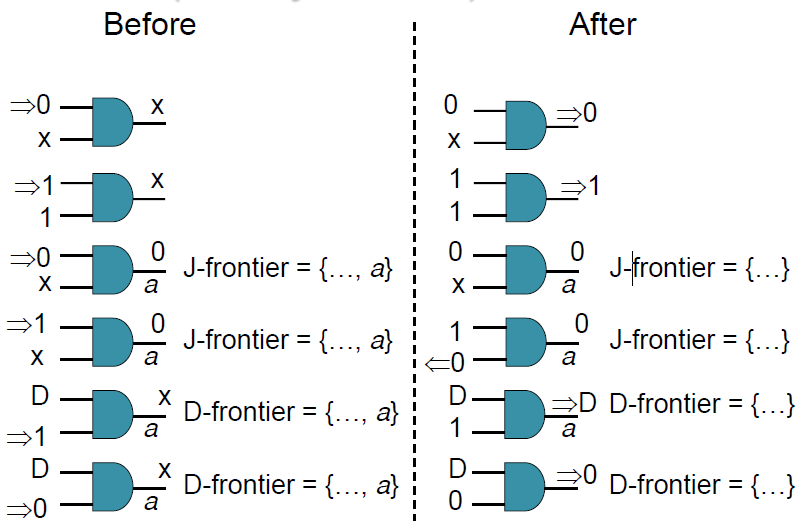 Before After
⇒0 x 0 ⇒0
x x
⇒1 x 1 ⇒1
1 1
⇒0 0 J-frontier = {…, a} 0 0 J-frontier = {…}
x a x a
⇒1 0 J-frontier = {…, a} 1 0 J-frontier = {…}
x a ⇐0 a
D x D-frontier = {…, a} D ⇒D D-frontier = {…}
⇒1 a 1 a
D x D-frontier = {…, a} D ⇒0 D-frontier = {…}
⇒0 a 0